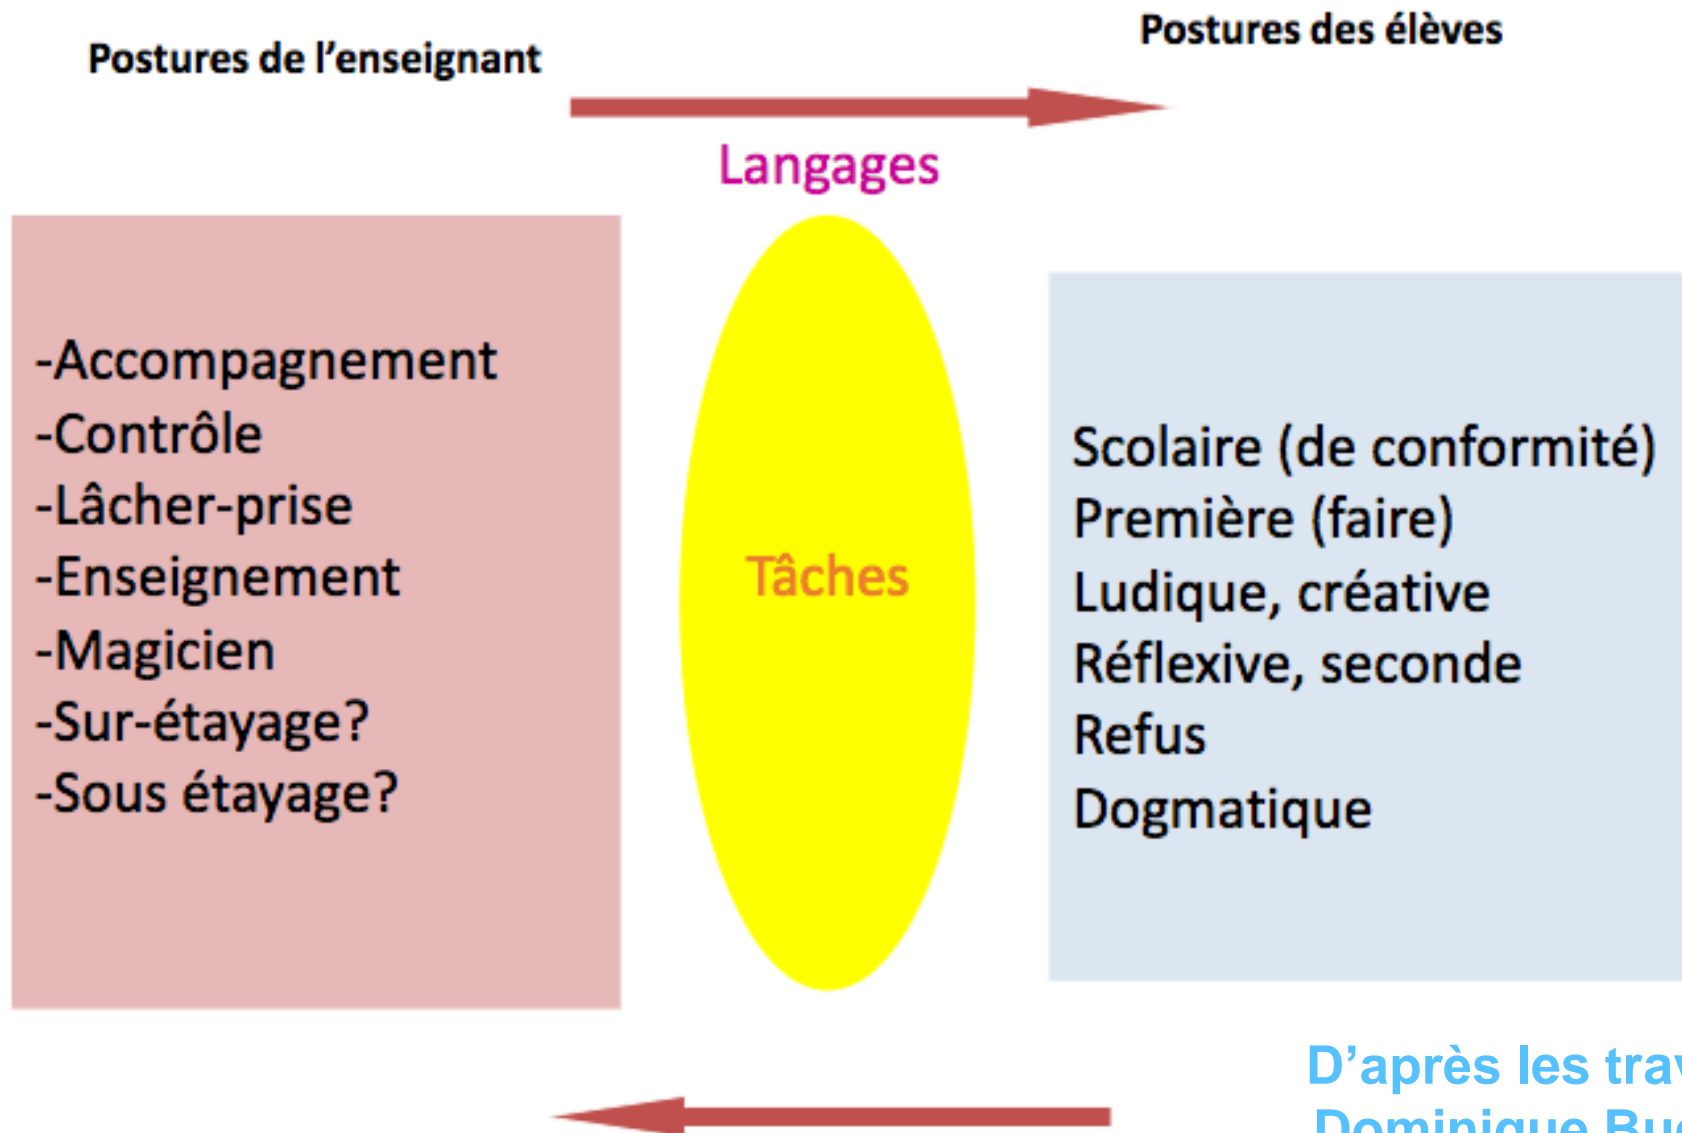 Postures de l'enseignant
Postures des élèves
Langages
-Accompagnement
-Contrôle
-Lâcher-prise
-Enseignement
-Magicien
-Sur-étayage?
-Sous étayage?
Tâches
Scolaire (de conformité)
Première (faire)
Ludique, créative
Réflexive, seconde
Refus
Dogmatique
D’après les
Dominique